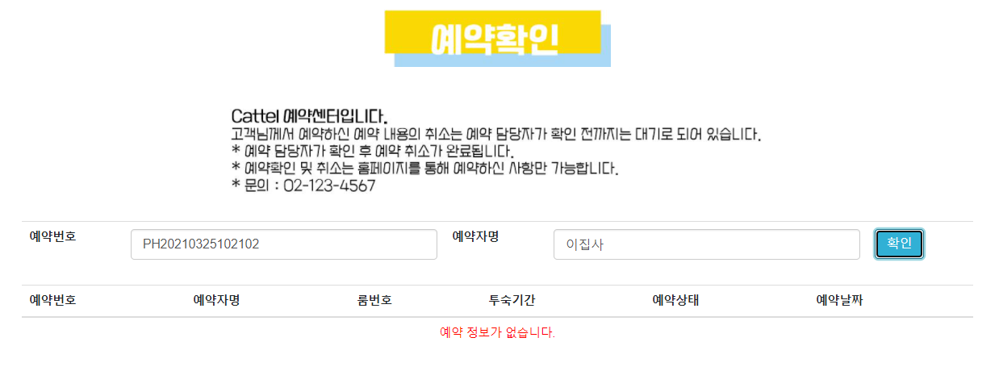 예약확인
Cattel 예약센터입니다.
고객님께서 예약하신 예약 내용의 취소는 예약 담당자가 확인 전까지는 대기로 되어 있습니다.
* 예약 담당자가 확인 후 예약 취소가 완료됩니다.
* 예약확인 및 취소는 홈페이지를 통해 예약하신 사항만 가능합니다.
* 문의 : 02-123-4567
예약번호 PH20210325102102 예약자명 이집사 확인
예약번호 예약자명 룸번호 투숙기간 예약상태 예약날짜
예약 정보가 없습니다.